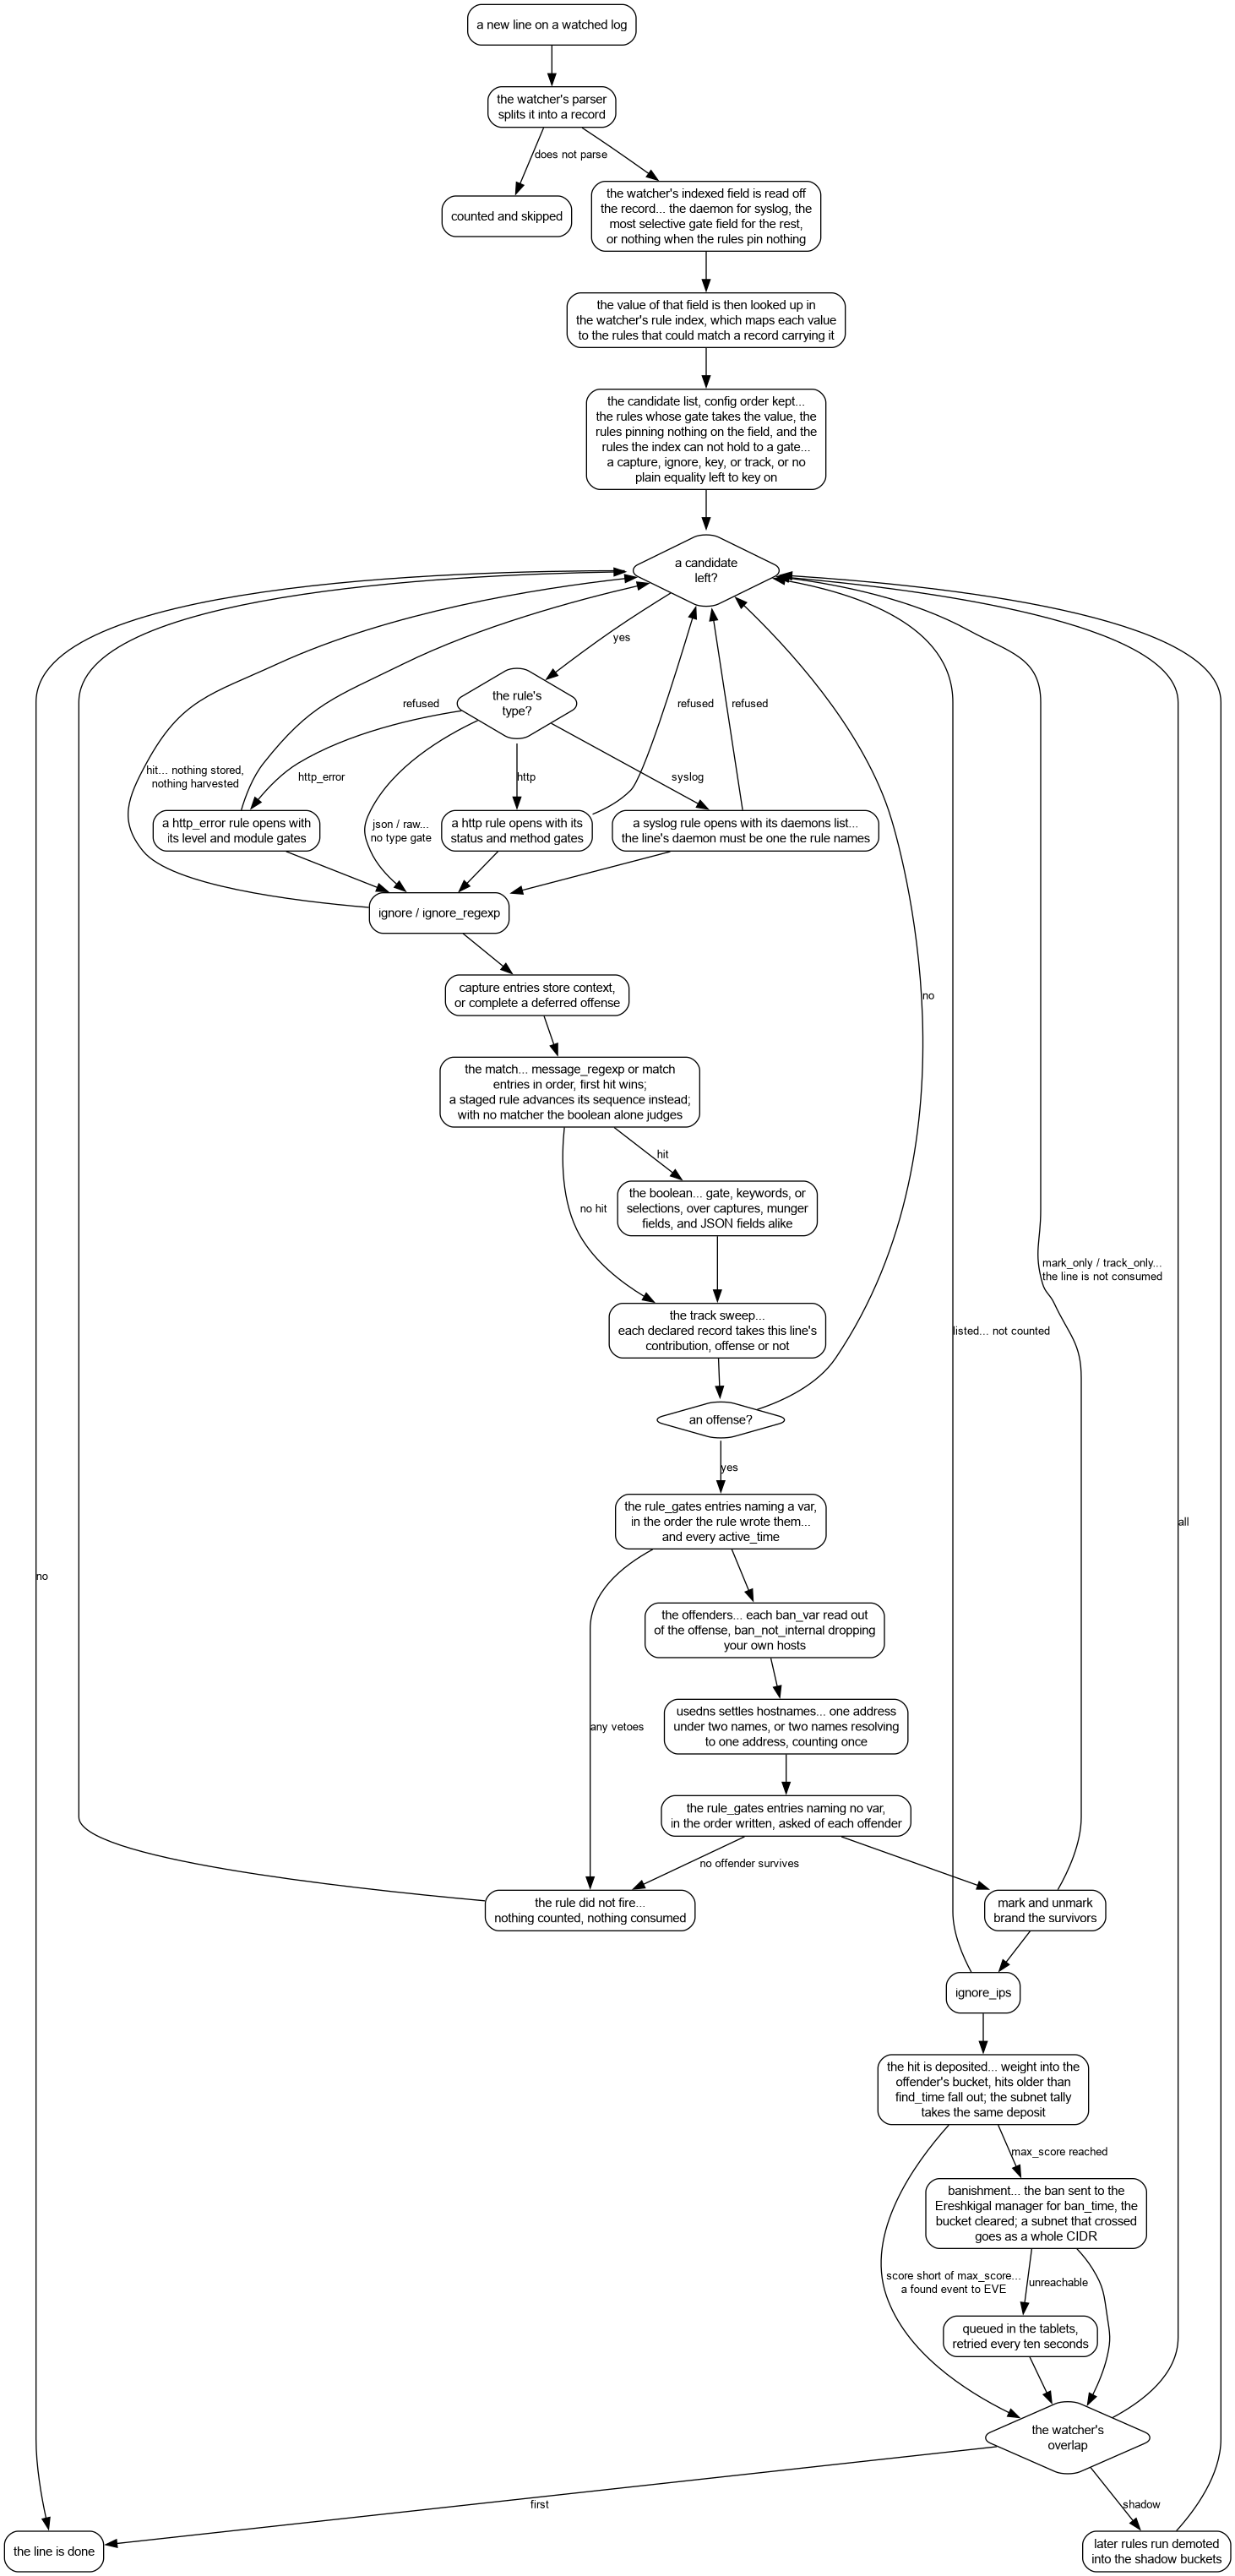 a new line on a watched log
the watcher's parser
splits it into a record
does not parse
counted and skipped
the watcher's indexed field is read off
the record... the daemon for syslog, the
most selective gate field for the rest,
or nothing when the rules pin nothing
the value of that field is then looked up in
the watcher's rule index, which maps each value
to the rules that could match a record carrying it
the candidate list, config order kept...
the rules whose gate takes the value, the
rules pinning nothing on the field, and the
rules the index can not hold to a gate...
a capture, ignore, key, or track, or no
plain equality left to key on
a candidate
left?
yes
the rule's
type?
refused
refused
refused
hit... nothing stored,
nothing harvested
http_error
http
syslog
json / raw...
no type gate
a http_error rule opens with
its level and module gates
a http rule opens with its
status and method gates
a syslog rule opens with its daemons list...
the line's daemon must be one the rule names
ignore / ignore_regexp
capture entries store context,
or complete a deferred offense
no
the match... message_regexp or match
entries in order, first hit wins;
a staged rule advances its sequence instead;
with no matcher the boolean alone judges
hit
no hit
the boolean... gate, keywords, or
selections, over captures, munger
fields, and JSON fields alike
mark_only / track_only...
the line is not consumed
the track sweep...
each declared record takes this line's
contribution, offense or not
listed... not counted
an offense?
yes
the rule_gates entries naming a var,
in the order the rule wrote them...
and every active_time
all
no
the offenders... each ban_var read out
of the offense, ban_not_internal dropping
your own hosts
any vetoes
usedns settles hostnames... one address
under two names, or two names resolving
to one address, counting once
the rule_gates entries naming no var,
in the order written, asked of each offender
no offender survives
the rule did not fire...
nothing counted, nothing consumed
mark and unmark
brand the survivors
ignore_ips
the hit is deposited... weight into the
offender's bucket, hits older than
find_time fall out; the subnet tally
takes the same deposit
max_score reached
banishment... the ban sent to the
Ereshkigal manager for ban_time, the
bucket cleared; a subnet that crossed
goes as a whole CIDR
score short of max_score...
a found event to EVE
unreachable
queued in the tablets,
retried every ten seconds
the watcher's
overlap
first
shadow
the line is done
later rules run demoted
into the shadow buckets